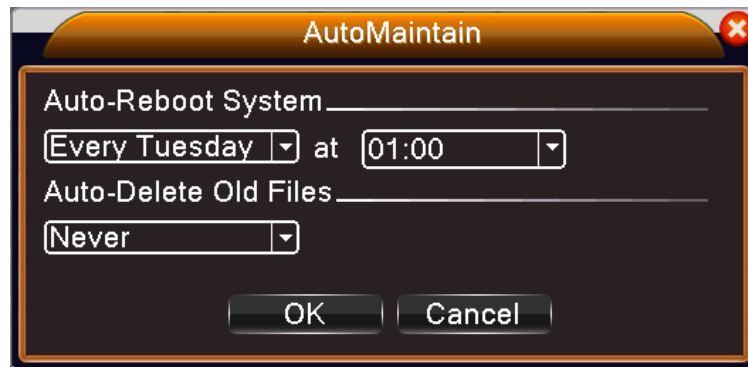 AutoMaintain
Auto-Reboot System
Every Tuesday at 01:00
Auto-Delete Old Files
Never
OK Cancel